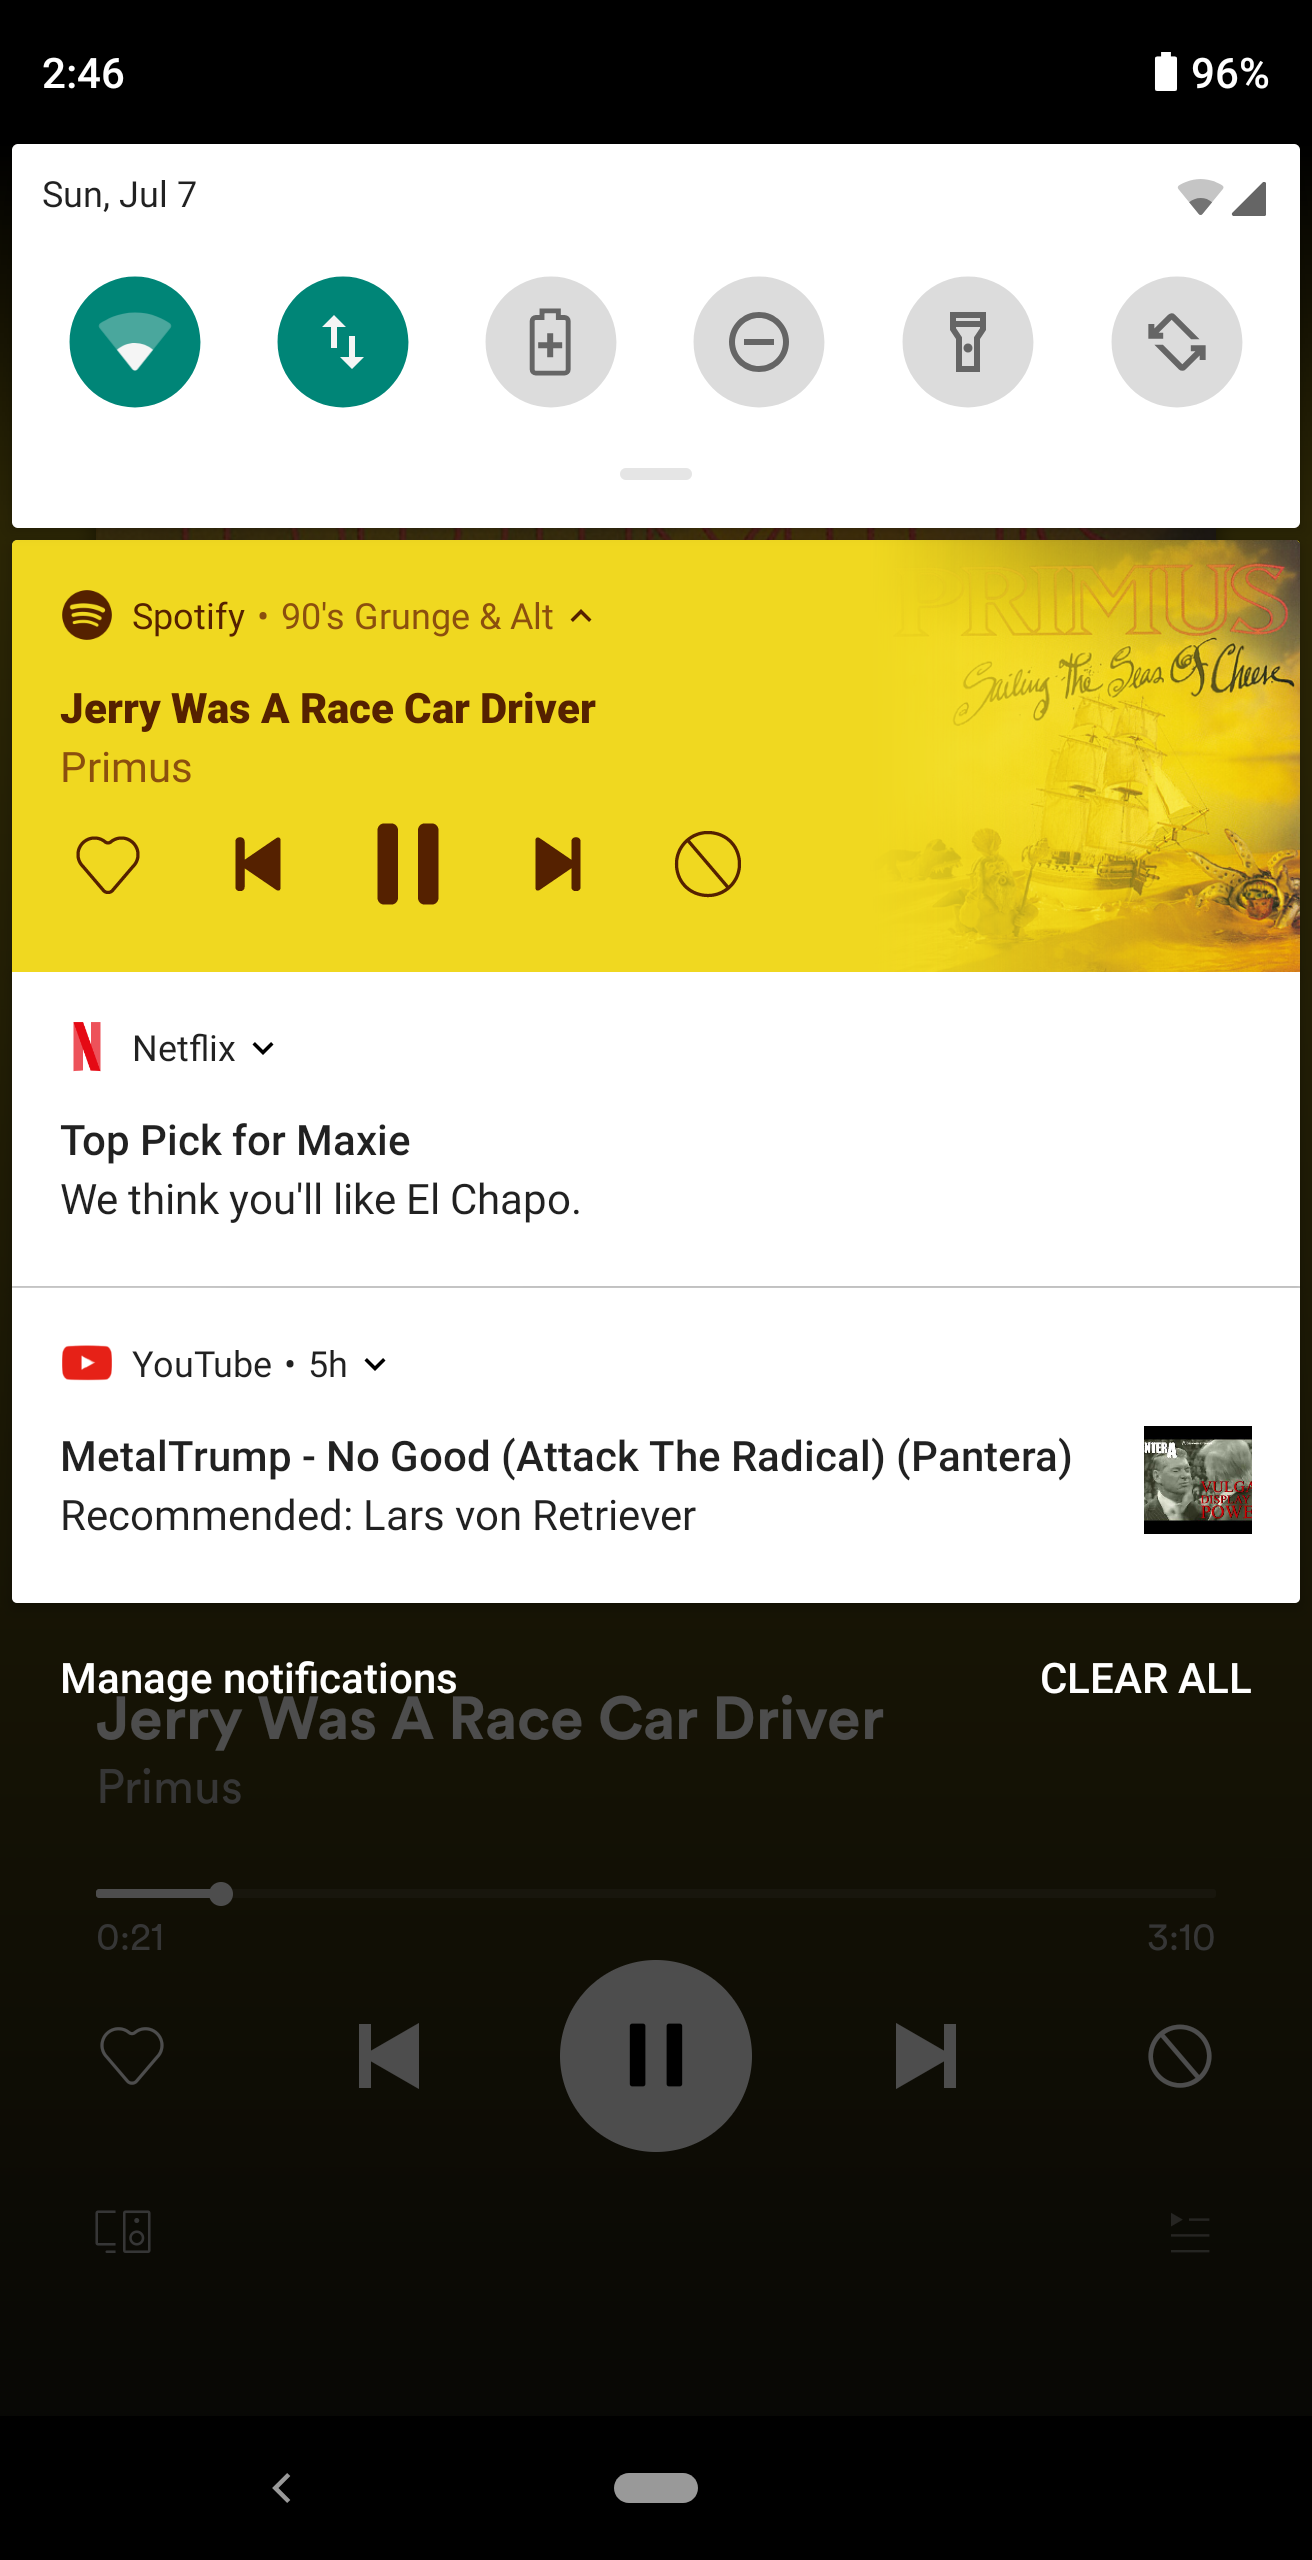 2:46
96%
Sun, Jul 7
Spotify • 90's Grunge & Alt
PRIMUS
Sailing The Seas Of Cheese
Jerry Was A Race Car Driver
Primus
Netflix
Top Pick for Maxie
We think you'll like El Chapo.
YouTube • 5h
MetalTrump - No Good (Attack The Radical) (Pantera)
Recommended: Lars von Retriever
NTERA
VULGA
DISPLAY
POWE
Manage notifications
CLEAR ALL
Jerry Was A Race Car Driver
Primus
0:21
3:10